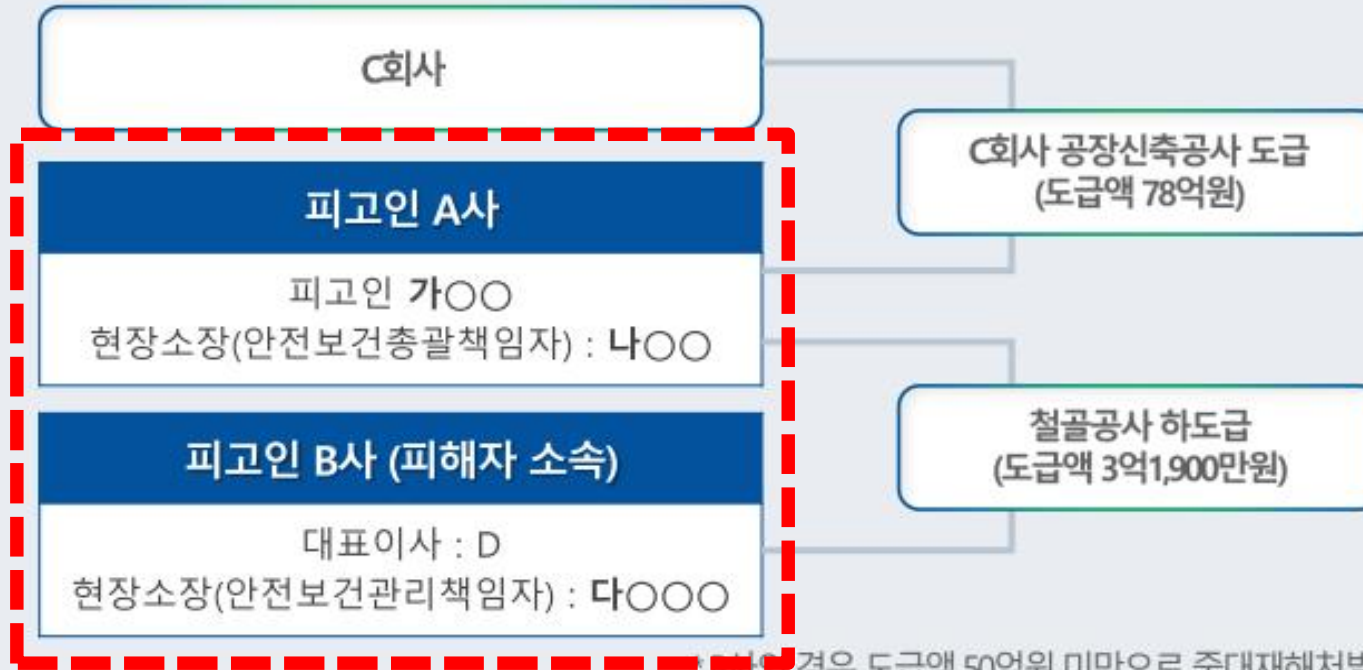 C회사
피고인 A사
피고인 가○○
현장소장(안전보건총괄책임자) : 나○○
피고인 B사 (피해자 소속)
대표이사 : D
현장소장(안전보건관리책임자) : 다○○○
C회사 공장신축공사 도급
(도급액 78억원)
철골공사 하도급
(도급액 3억1,900만원)
경우 도급액 50억원 미만으로